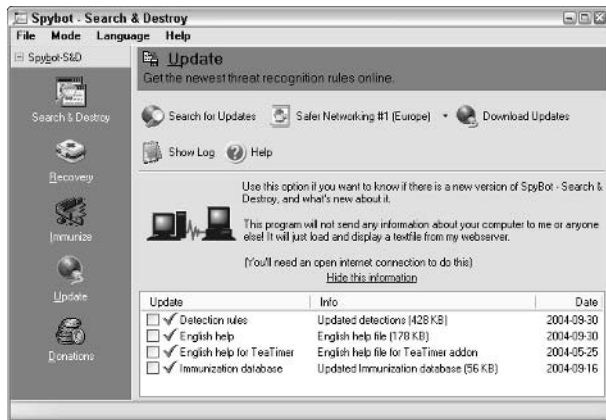 Spybot - Search & Destroy
File Mode Language Help
Spybot-S&D
Search & Destroy
Recovery
Immunize
Update
Donations
Update
Get the newest threat recognition rules online.
Search for Updates Safer Networking #1 (Europe) Download Updates
Show Log Help
Use this option if you want to know if there is a new version of SpyBot - Search &
Destroy, and what's new about it.
This program will not send any information about your computer to me or anyone
else! It will just load and display a textfile from my webserver.
(You'll need an open internet connection to do this)
Hide this information
Update Info Date
Detection rules Updated detections (428 KB) 2004-09-30
English help English help file (178 KB) 2004-09-30
English help for TeaTimer English help file for TeaTimer addon 2004-05-25
Immunization database Updated Immunization database (56 KB) 2004-09-16